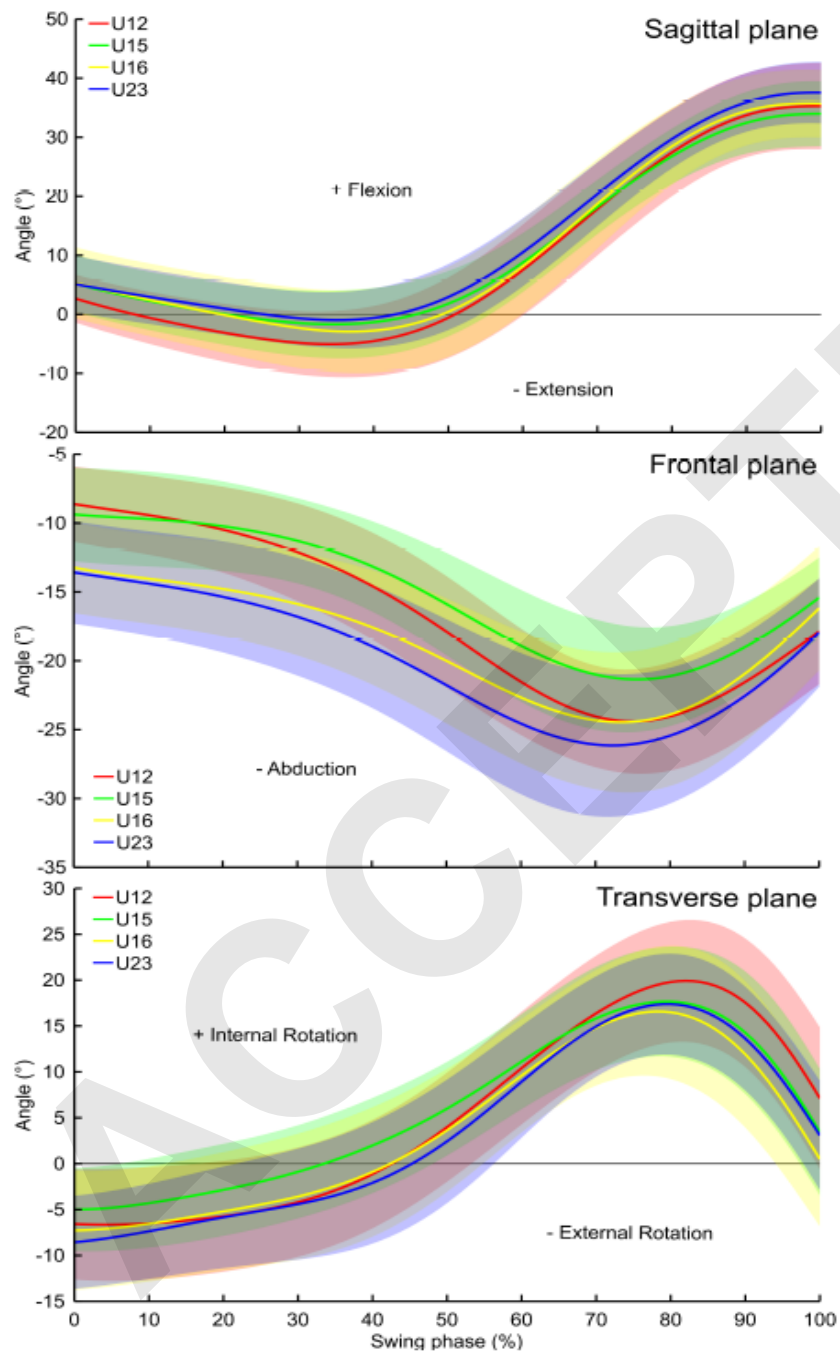 Sagittal plane
U12
U15
U16
U23
50
40
30
20
10
0
-10
-20
Angle (°)
+ Flexion
- Extension
Frontal plane
-5
-10
-15
-20
-25
-30
-35
Angle (°)
- Abduction
U12
U15
U16
U23
Transverse plane
U12
U15
U16
U23
30
25
20
15
10
5
0
-5
-10
-15
Angle (°)
+ Internal Rotation
- External Rotation
0 10 20 30 40 50 60 70 80 90 100
Swing phase (%)
ACCEPT